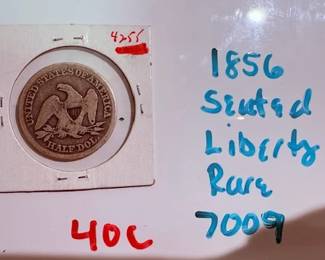 4255
UNITED STATES OF AMERICA
HALF DOL.
40C
1856
Seated
Liberty
Rare
7009